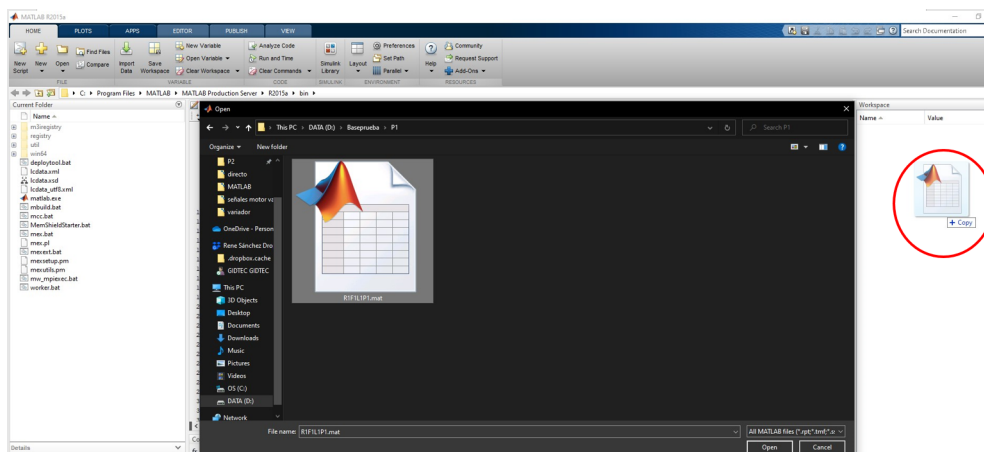 MATLAB R2015a
HOME PLOTS APPS EDITOR PUBLISH VIEW
Search Documentation
New Script
New
Open
Find Files
Compare
Import Data
Save Workspace
New Variable
Open Variable
Clear Workspace
Analyze Code
Run and Time
Clear Commands
Simulink Library
Layout
Preferences
Set Path
Parallel
Help
Community
Request Support
Add-Ons
FILE VARIABLE CODE SIMULINK ENVIRONMENT RESOURCES
C: Program Files MATLAB MATLAB Production Server R2015a bin
Current Folder
Name
m3iregistry
registry
util
win64
deploytool.bat
lcdata.xml
lcdata.xsd
lcdata_utf8.xml
matlab.exe
mbuild.bat
mcc.bat
MemShieldStarter.bat
mex.bat
mex.pl
mexext.bat
mexsetup.pm
mexutils.pm
mw_mpiexec.bat
worker.bat
Details
Open
This PC > DATA (D:) > Baseprueba > P1
Search P1
Organize New folder
P2
directo
MATLAB
variador
OneDrive - Person
Rene Sánchez Dro
.dropbox.cache
GIDTEC GIDTEC
This PC
3D Objects
Desktop
Documents
Downloads
Music
Pictures
Videos
OS (C:)
DATA (D:)
Network
R1F1L1P1.mat
File name: R1F1L1P1.mat
All MATLAB files
Open Cancel
Workspace
Name Value
+ Copy